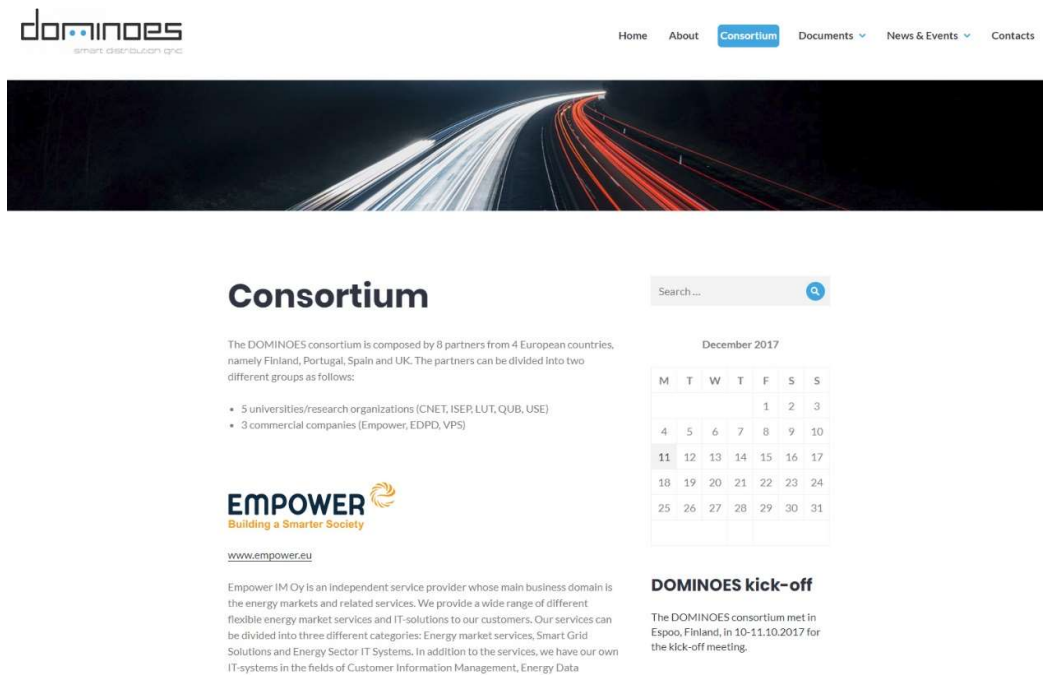 dominoes
smart distribution grid
Home About Consortium Documents News & Events Contacts
Consortium
The DOMINOES consortium is composed by 8 partners from 4 European countries,
namely Finland, Portugal, Spain and UK. The partners can be divided into two
different groups as follows:
• 5 universities/research organizations (CNET, ISEP, LUT, QUB, USE)
• 3 commercial companies (Empower, EDPD, VPS)
EMPOWER
Building a Smarter Society
www.empower.eu
Empower IM Oy is an independent service provider whose main business domain is
the energy markets and related services. We provide a wide range of different
flexible energy market services and IT-solutions to our customers. Our services can
be divided into three different categories: Energy market services, Smart Grid
Solutions and Energy Sector IT Systems. In addition to the services, we have our own
IT-systems in the fields of Customer Information Management, Energy Data
Search ...
December 2017
M T W T F S S
1 2 3
4 5 6 7 8 9 10
11 12 13 14 15 16 17
18 19 20 21 22 23 24
25 26 27 28 29 30 31
DOMINOES kick-off
The DOMINOES consortium met in
Espoo, Finland, in 10-11.10.2017 for
the kick-off meeting.